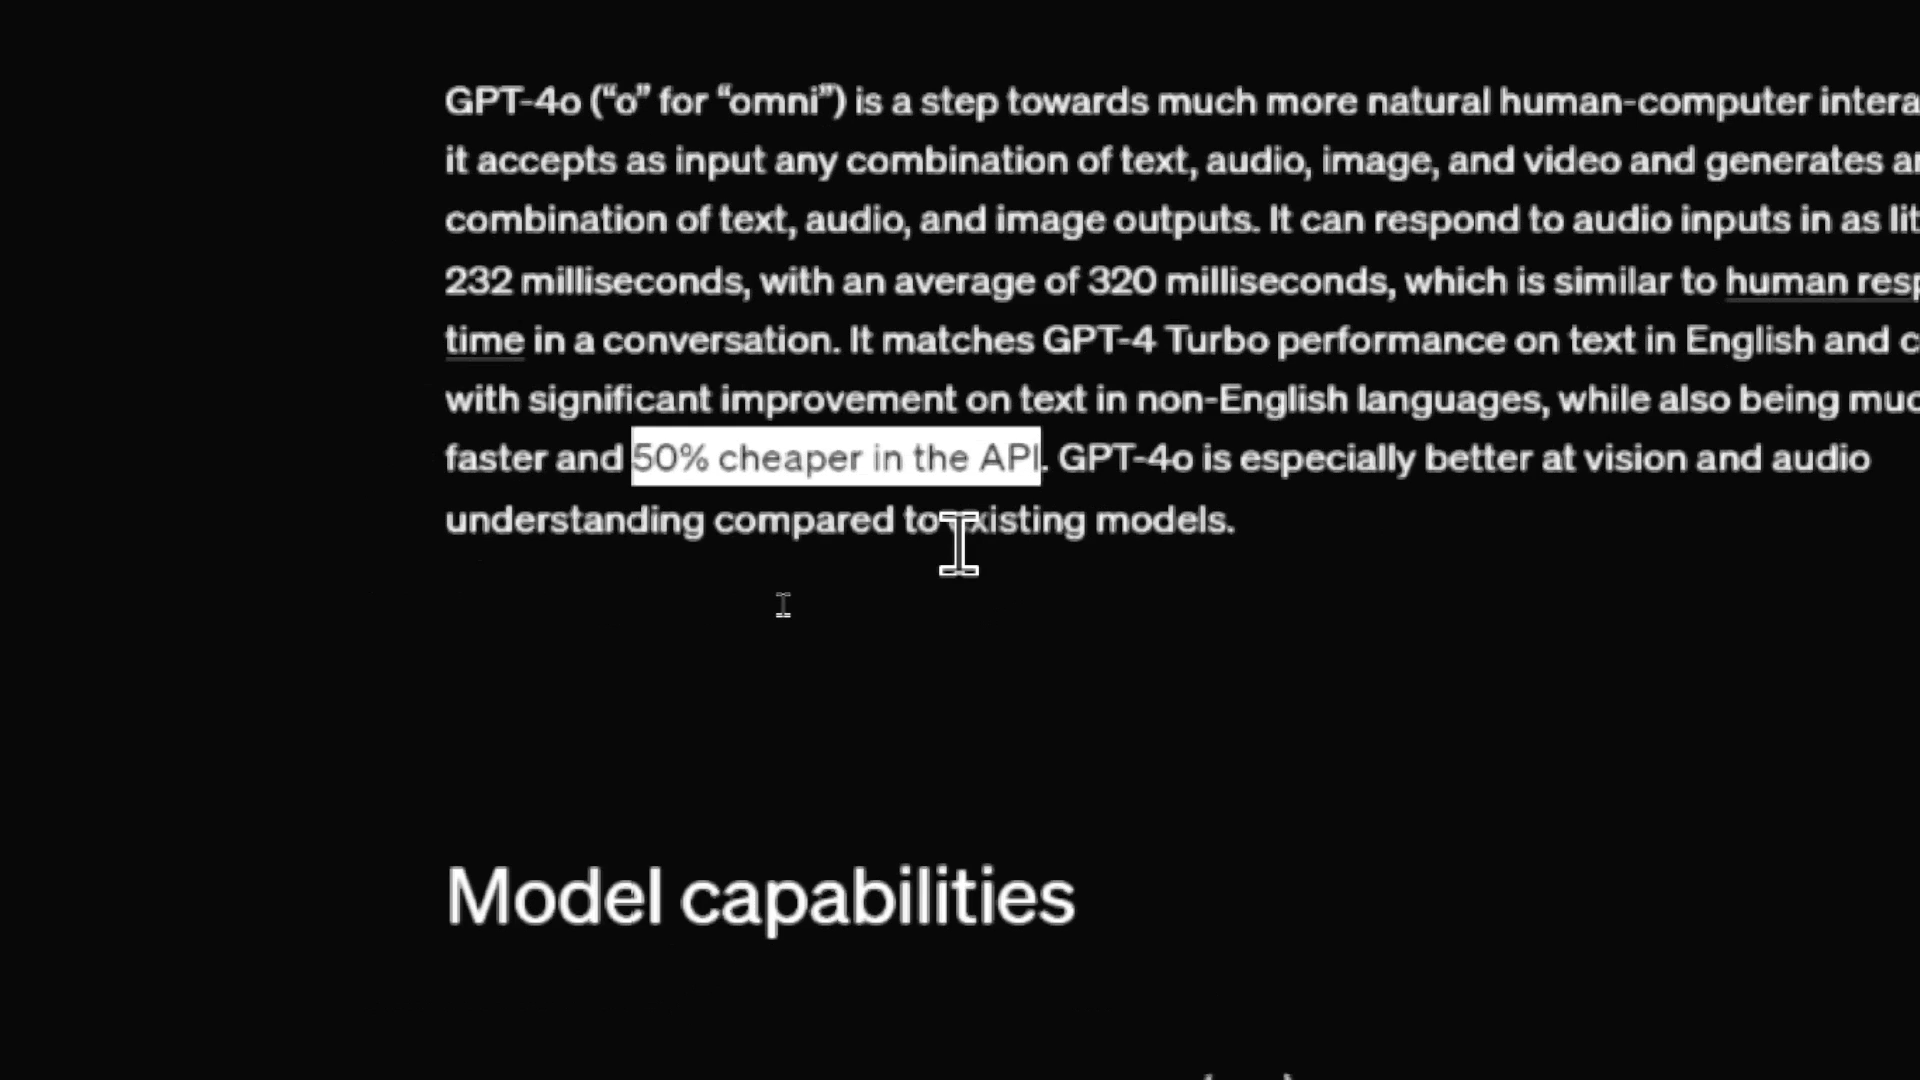 GPT-4o (“o” for “omni”) is a step towards much more natural human-computer
it accepts as input any combination of text, audio, image, and video and generates
combination of text, audio, and image outputs. It can respond to audio inputs in as
232 milliseconds, with an average of 320 milliseconds, which is similar to human
time in a conversation. It matches GPT-4 Turbo performance on text in English and
with significant improvement on text in non-English languages, while also being
faster and 50% cheaper in the API. GPT-4o is especially better at vision and audio
understanding compared to existing models.
Model capabilities